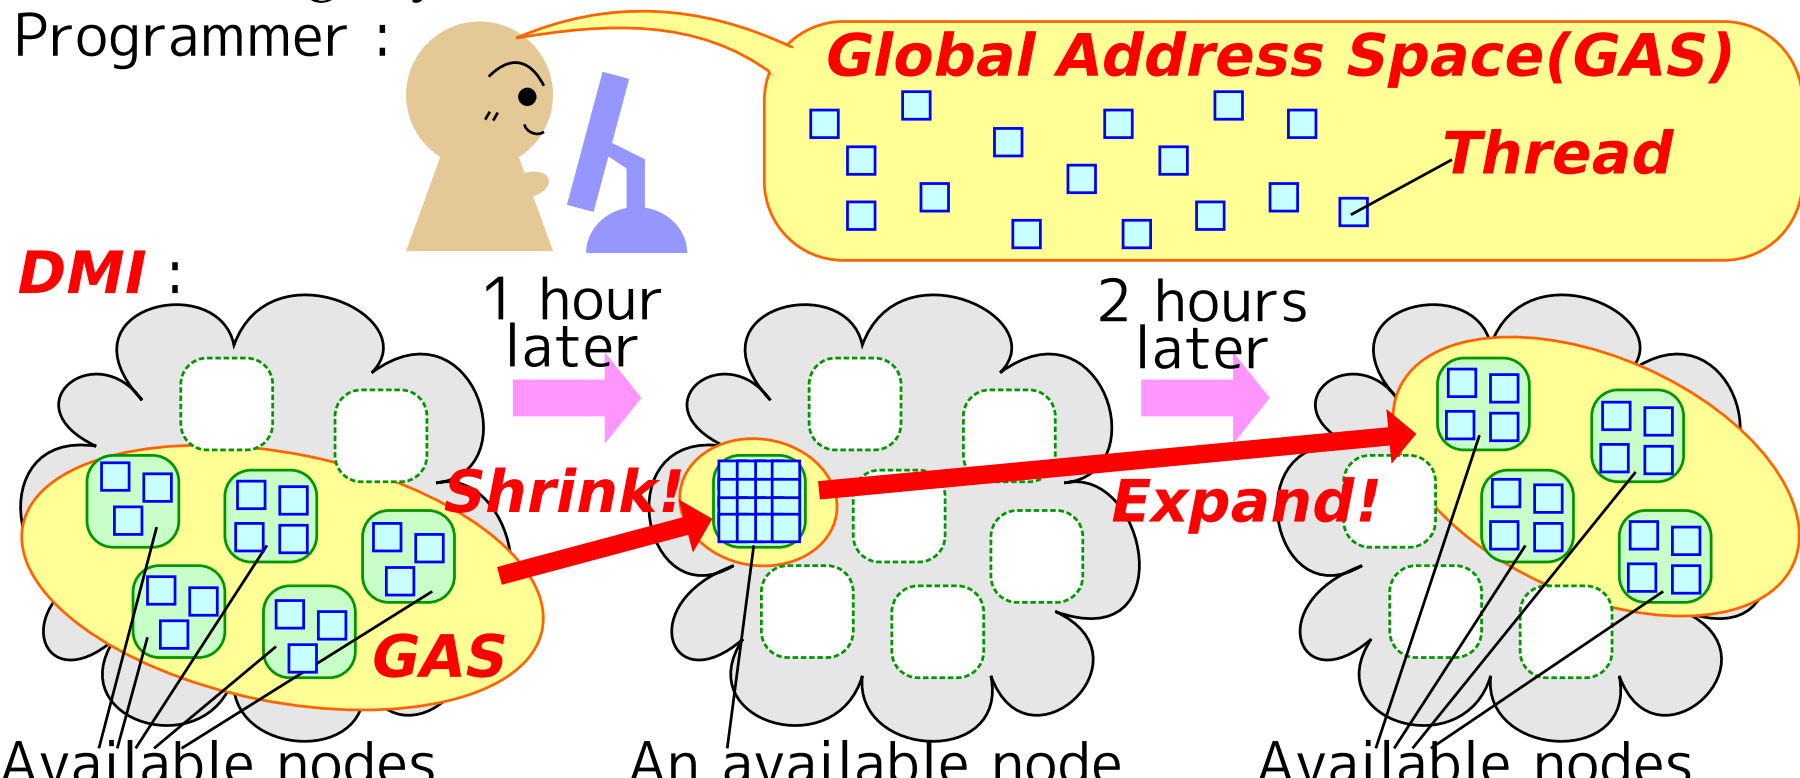 Programmer :
Global Address Space(GAS)
Thread
DMI :
1 hour
later
2 hours
later
Shrink!
Expand!
GAS
Available nodes
An available node
Available nodes